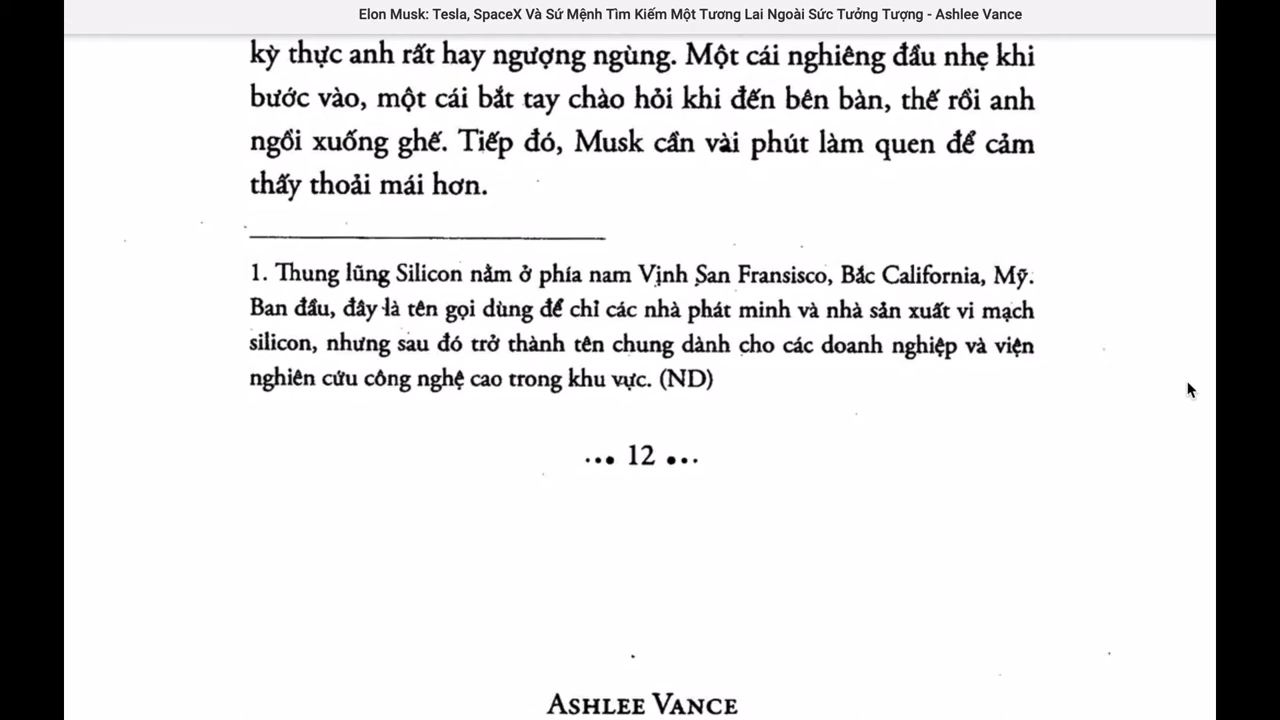 Elon Musk: Tesla, SpaceX Và Sứ Mệnh Tìm Kiếm Một Tương Lai Ngoài Sức Tưởng Tượng - Ashlee Vance
kỳ thực anh rất hay ngượng ngùng. Một cái nghiêng đầu nhẹ khi
bước vào, một cái bắt tay chào hỏi khi đến bên bàn, thế rồi anh
ngồi xuống ghế. Tiếp đó, Musk cần vài phút làm quen để cảm
thấy thoải mái hơn.
1. Thung lũng Silicon nằm ở phía nam Vịnh San Fransisco, Bắc California, Mỹ.
Ban đầu, đây là tên gọi dùng để chỉ các nhà phát minh và nhà sản xuất vi mạch
silicon, nhưng sau đó trở thành tên chung dành cho các doanh nghiệp và viện
nghiên cứu công nghệ cao trong khu vực. (ND)
... 12 ...
ASHLEE VANCE